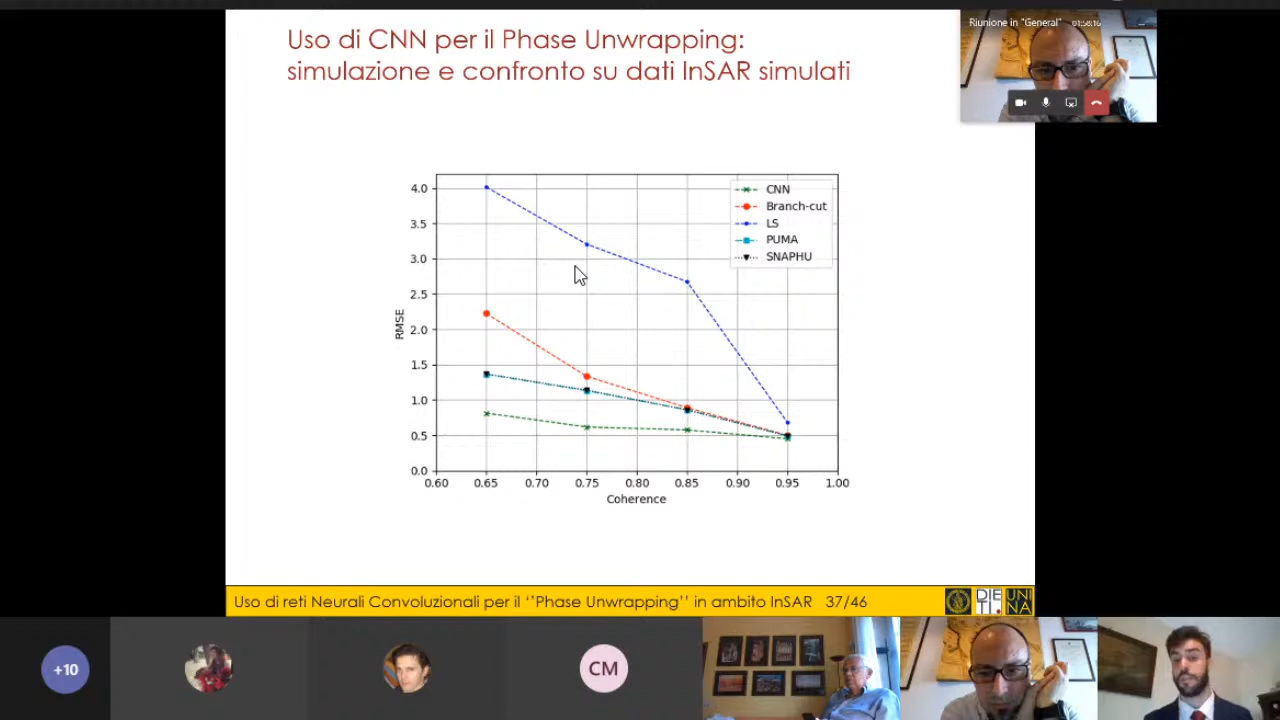 Uso di CNN per il Phase Unwrapping:
simulazione e confronto su dati InSAR simulati
Riunione in "General"
CNN
Branch-cut
LS
PUMA
SNAPHU
4.0
3.5
3.0
2.5
2.0
1.5
1.0
0.5
0.0
RMSE
0.60 0.65 0.70 0.75 0.80 0.85 0.90 0.95 1.00
Coherence
Uso di reti Neurali Convoluzionali per il ‘’Phase Unwrapping’’ in ambito InSAR 37/46
DIE UNI
TI. NA
+10
CM